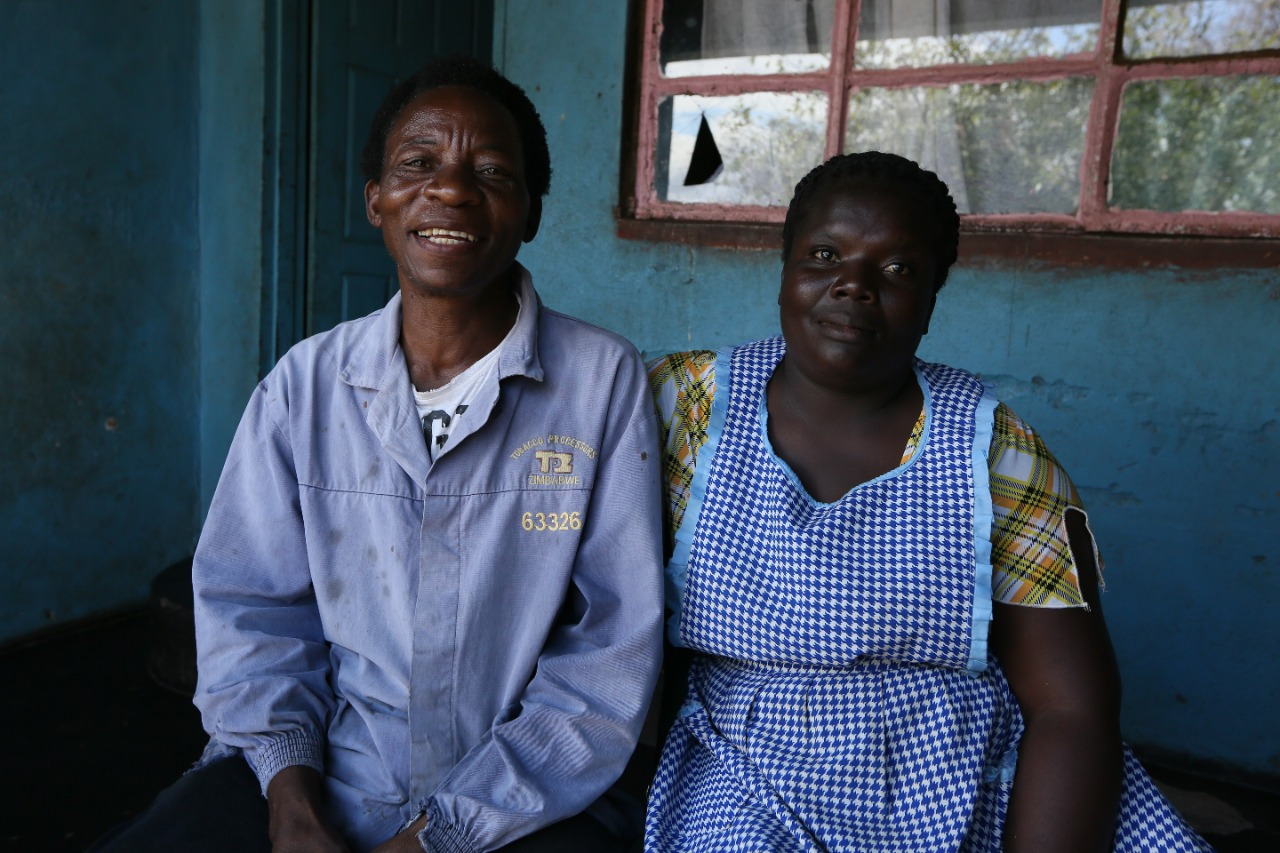 TOBACCO PROCESSORS
TPZ
ZIMBABWE
63326